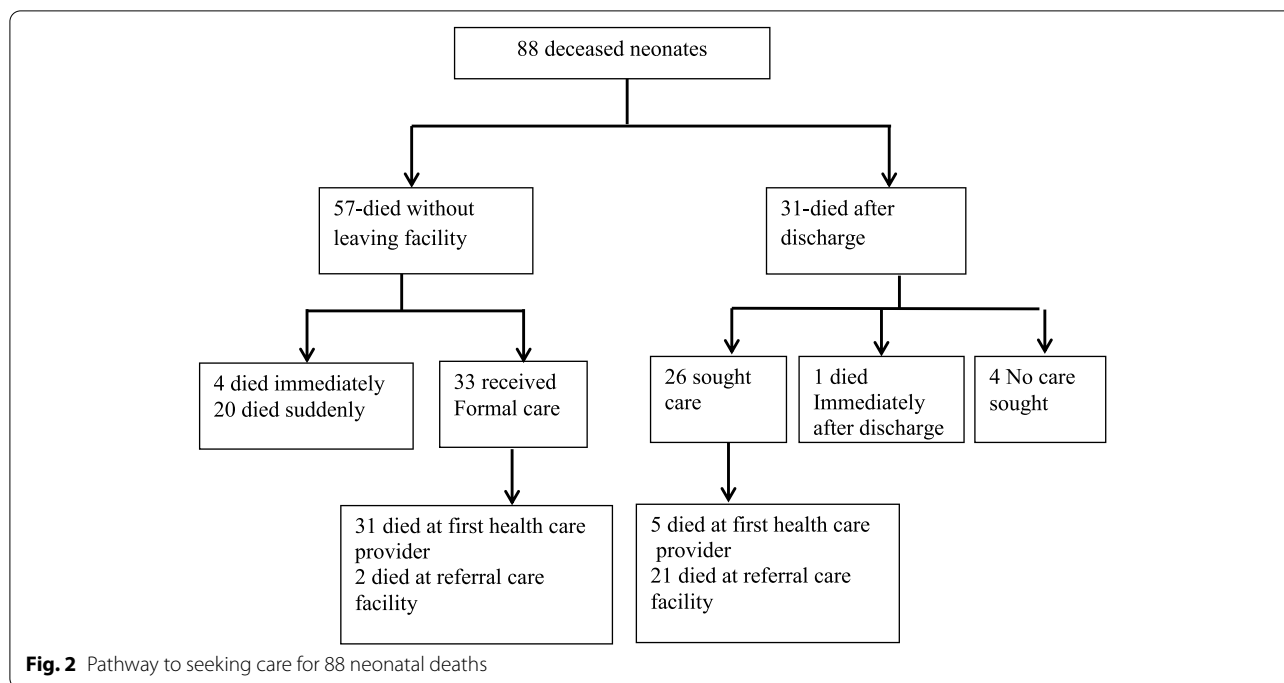 88 deceased neonates
57-died without
leaving facility
31-died after
discharge
4 died immediately
20 died suddenly
33 received
Formal care
26 sought
care
1 died
Immediately
after discharge
4 No care
sought
31 died at first health care
provider
2 died at referral care
facility
5 died at first health care
provider
21 died at referral care
facility
Fig. 2 Pathway to seeking care for 88 neonatal deaths